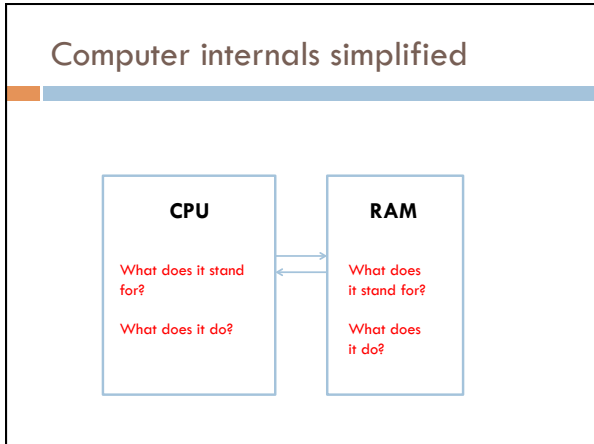 Computer internals simplified
CPU
What does it stand
for?
What does it do?
RAM
What does
it stand for?
What does
it do?